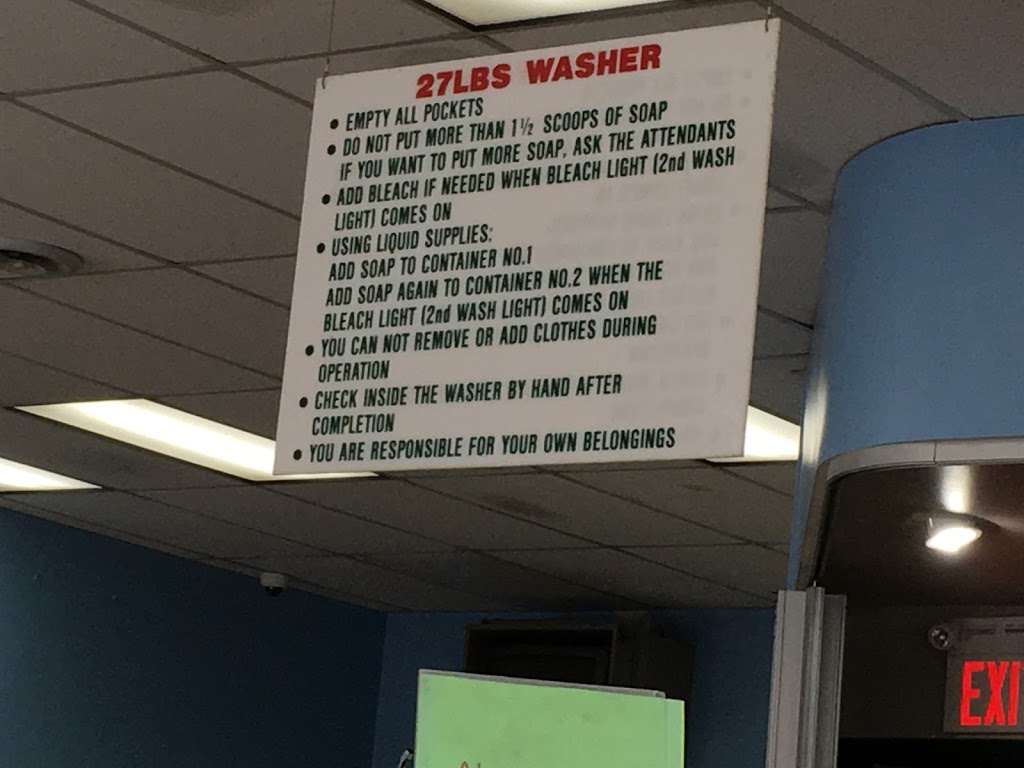 27LBS WASHER
• EMPTY ALL POCKETS
• DO NOT PUT MORE THAN 1½ SCOOPS OF SOAP
IF YOU WANT TO PUT MORE SOAP, ASK THE ATTENDANTS
• ADD BLEACH IF NEEDED WHEN BLEACH LIGHT (2nd WASH
LIGHT) COMES ON
• USING LIQUID SUPPLIES:
ADD SOAP TO CONTAINER NO.1
ADD SOAP AGAIN TO CONTAINER NO.2 WHEN THE
BLEACH LIGHT (2nd WASH LIGHT) COMES ON
• YOU CAN NOT REMOVE OR ADD CLOTHES DURING
OPERATION
• CHECK INSIDE THE WASHER BY HAND AFTER
COMPLETION
• YOU ARE RESPONSIBLE FOR YOUR OWN BELONGINGS
EXI